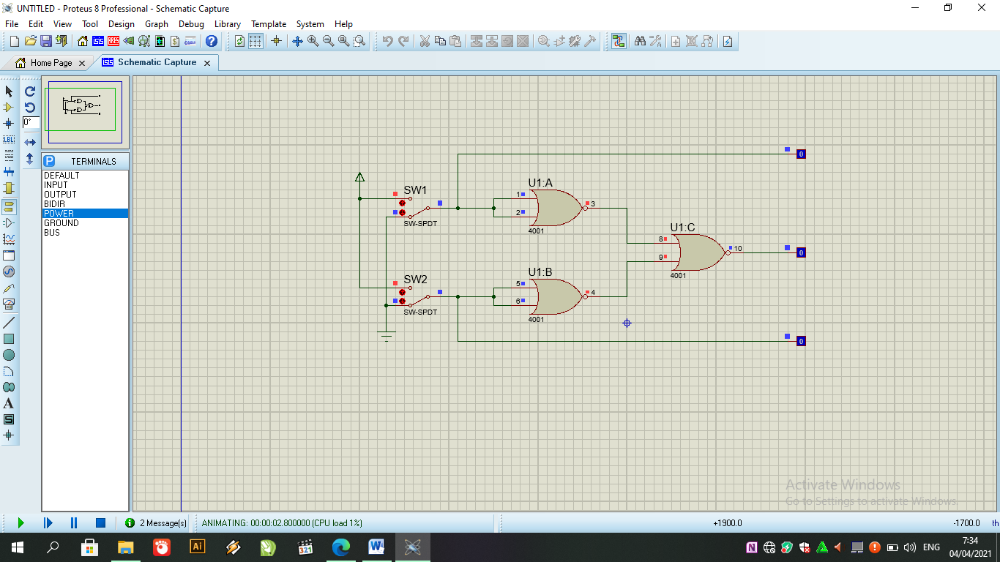 UNTITLED - Proteus 8 Professional - Schematic Capture
File Edit View Tool Design Graph Debug Library Template System Help
Home Page
Schematic Capture
0°
LBL
P TERMINALS
DEFAULT
INPUT
OUTPUT
BIDIR
POWER
GROUND
BUS
A
S
0
SW1
SW-SPDT
U1:A
1
2
3
4001
U1:C
8
9
10
4001
0
SW2
SW-SPDT
U1:B
5
6
4
4001
0
Activate Windows
Go to Settings to activate Windows.
2 Message(s)
ANIMATING: 00:00:02.800000 (CPU load 1%)
+1900.0
-1700.0
th
Ai
321
W
N
ENG
7:34
04/04/2021